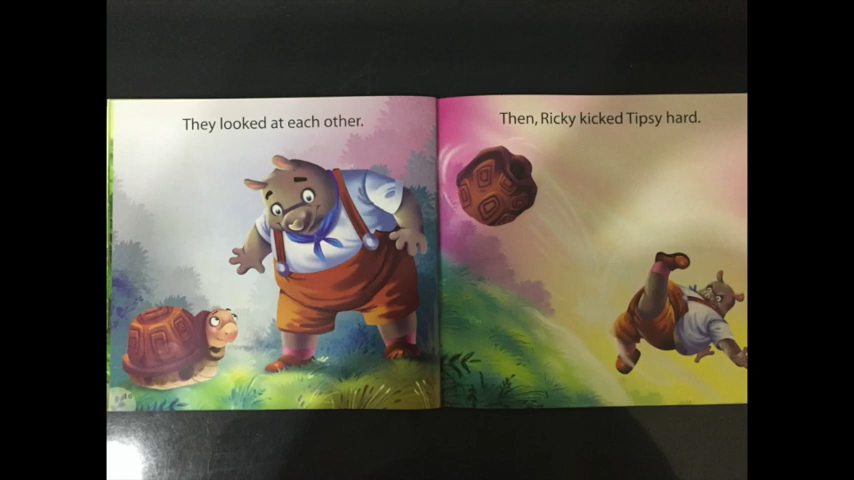 They looked at each other.
Then, Ricky kicked Tipsy hard.